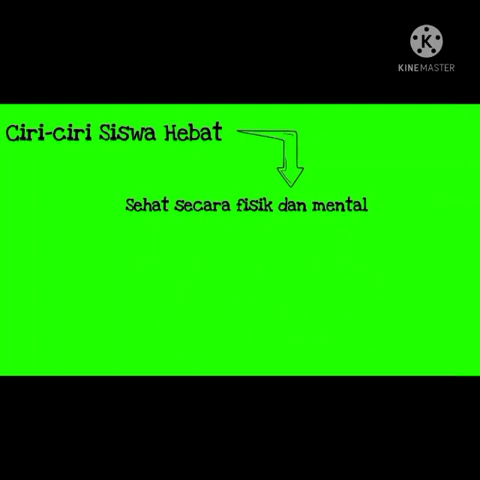 KINEMASTER
Ciri-ciri Siswa Hebat
Sehat secara fisik dan mental